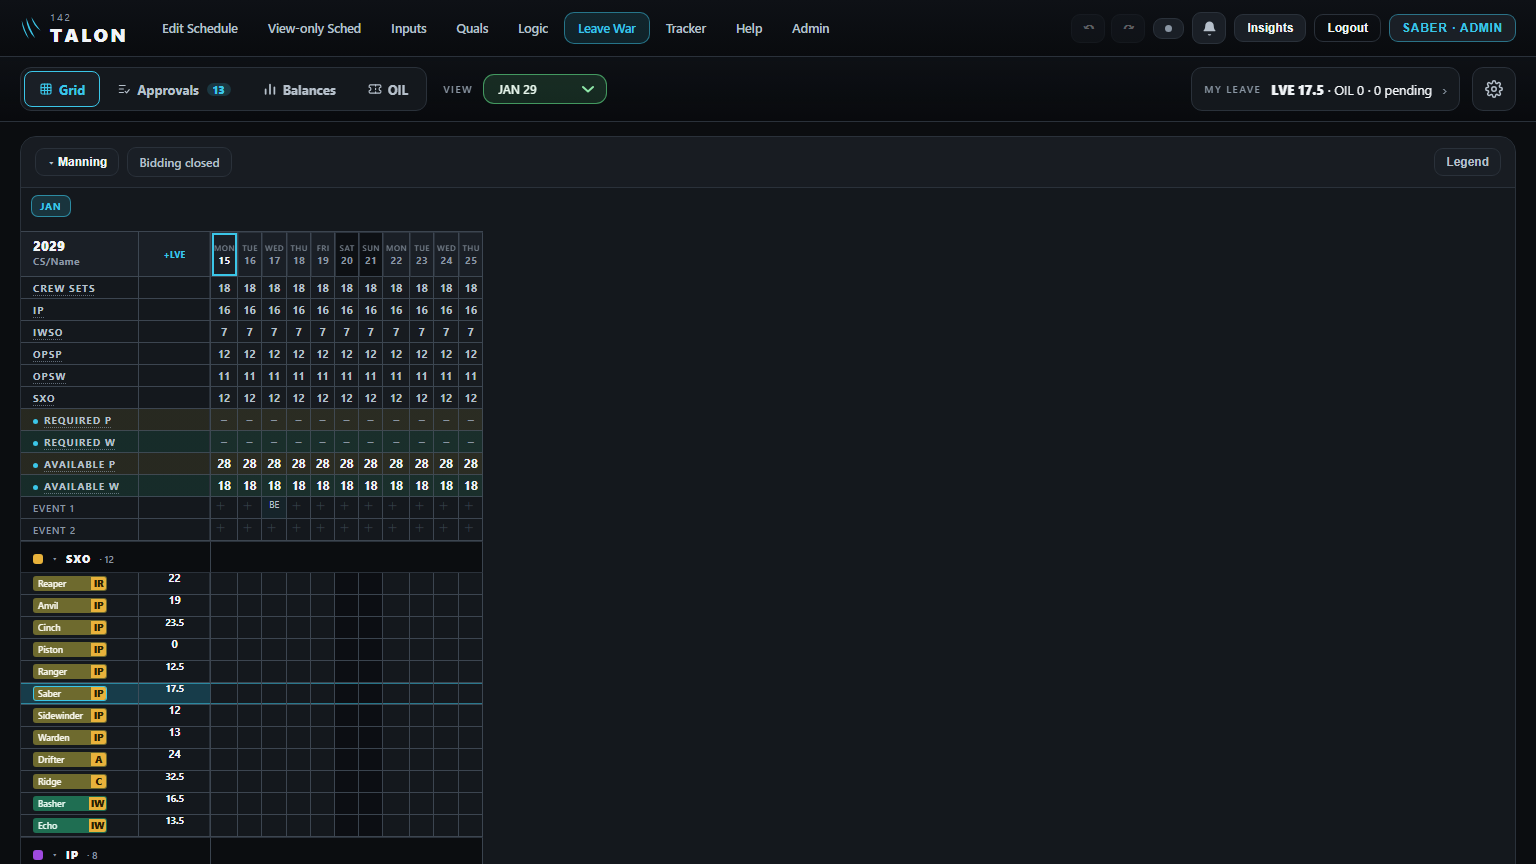 142
TALON
Edit Schedule View-only Sched Inputs Quals Logic Leave War Tracker Help Admin
Insights Logout SABER · ADMIN
Grid Approvals 13 Balances OIL VIEW JAN 29
MY LEAVE LVE 17.5 · OIL 0 · 0 pending ›
Manning Bidding closed Legend
JAN
2029 CS/Name +LVE
MON 15 TUE 16 WED 17 THU 18 FRI 19 SAT 20 SUN 21 MON 22 TUE 23 WED 24 THU 25
CREW SETS 18 18 18 18 18 18 18 18 18 18 18
IP 16 16 16 16 16 16 16 16 16 16 16
IWSO 7 7 7 7 7 7 7 7 7 7 7
OPSP 12 12 12 12 12 12 12 12 12 12 12
OPSW 11 11 11 11 11 11 11 11 11 11 11
SXO 12 12 12 12 12 12 12 12 12 12 12
REQUIRED P – – – – – – – – – – –
REQUIRED W – – – – – – – – – – –
AVAILABLE P 28 28 28 28 28 28 28 28 28 28 28
AVAILABLE W 18 18 18 18 18 18 18 18 18 18 18
EVENT 1 + + BE + + + + + + + +
EVENT 2 + + + + + + + + + + +
· SXO · 12
Reaper IR 22
Anvil IP 19
Cinch IP 23.5
Piston IP 0
Ranger IP 12.5
Saber IP 17.5
Sidewinder IP 12
Warden IP 13
Drifter A 24
Ridge C 32.5
Basher IW 16.5
Echo IW 13.5
· IP · 8